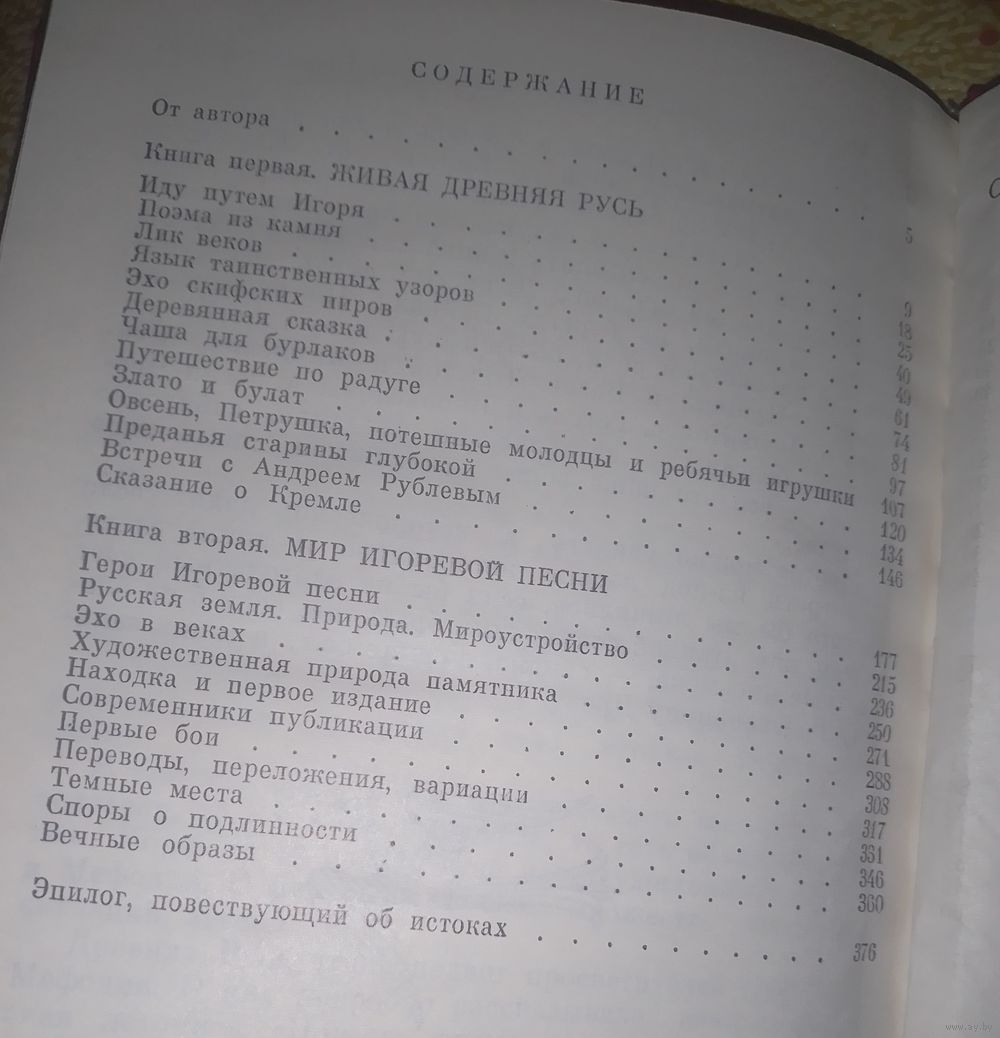 СОДЕРЖАНИЕ
От автора . . . . . . . . . . . . . . . 5
Книга первая. ЖИВАЯ ДРЕВНЯЯ РУСЬ
Иду путем Игоря . . . . . . . . . . . . 9
Поэма из камня . . . . . . . . . . . . 18
Лик веков . . . . . . . . . . . . . . . 25
Язык таинственных узоров . . . . . . . . 40
Эхо скифских пиров . . . . . . . . . . . 49
Деревянная сказка . . . . . . . . . . . 61
Чаша для бурлаков . . . . . . . . . . . 74
Путешествие по радуге . . . . . . . . . 81
Злато и булат . . . . . . . . . . . . . 97
Овсень, Петрушка, потешные молодцы и ребячьи игрушки 107
Преданья старины глубокой . . . . . . . 120
Встречи с Андреем Рублевым . . . . . . . 134
Сказание о Кремле . . . . . . . . . . . 146
Книга вторая. МИР ИГОРЕВОЙ ПЕСНИ
Герои Игоревой песни . . . . . . . . . . 177
Русская земля. Природа. Мироустройство . . . 215
Эхо в веках . . . . . . . . . . . . . . 236
Художественная природа памятника . . . . 250
Находка и первое издание . . . . . . . . 271
Современники публикации . . . . . . . . 288
Первые бои . . . . . . . . . . . . . . 308
Переводы, переложения, вариации . . . . 317
Темные места . . . . . . . . . . . . . 331
Споры о подлинности . . . . . . . . . . 346
Вечные образы . . . . . . . . . . . . . 360
Эпилог, повествующий об истоках . . . . 376
www.ay.by